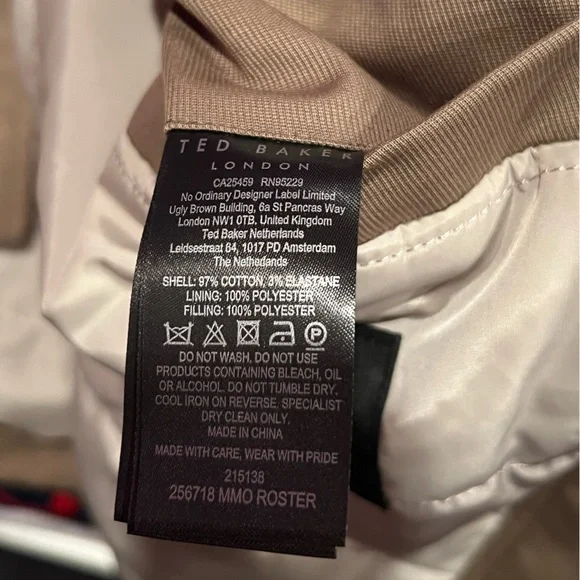 TED BAKER
LONDON
CA25459 RN95229
No Ordinary Designer Label Limited
Ugly Brown Building, 6a St Pancras Way
London NW1 0TB, United Kingdom
Ted Baker Netherlands
Leidsestraat 64, 1017 PD Amsterdam
The Netherlands
SHELL: 97% COTTON, 3% ELASTANE
LINING: 100% POLYESTER
FILLING: 100% POLYESTER
P
DO NOT WASH. DO NOT USE
PRODUCTS CONTAINING BLEACH, OIL
OR ALCOHOL. DO NOT TUMBLE DRY.
COOL IRON ON REVERSE. SPECIALIST
DRY CLEAN ONLY.
MADE IN CHINA
MADE WITH CARE, WEAR WITH PRIDE
215138
256718 MMO ROSTER